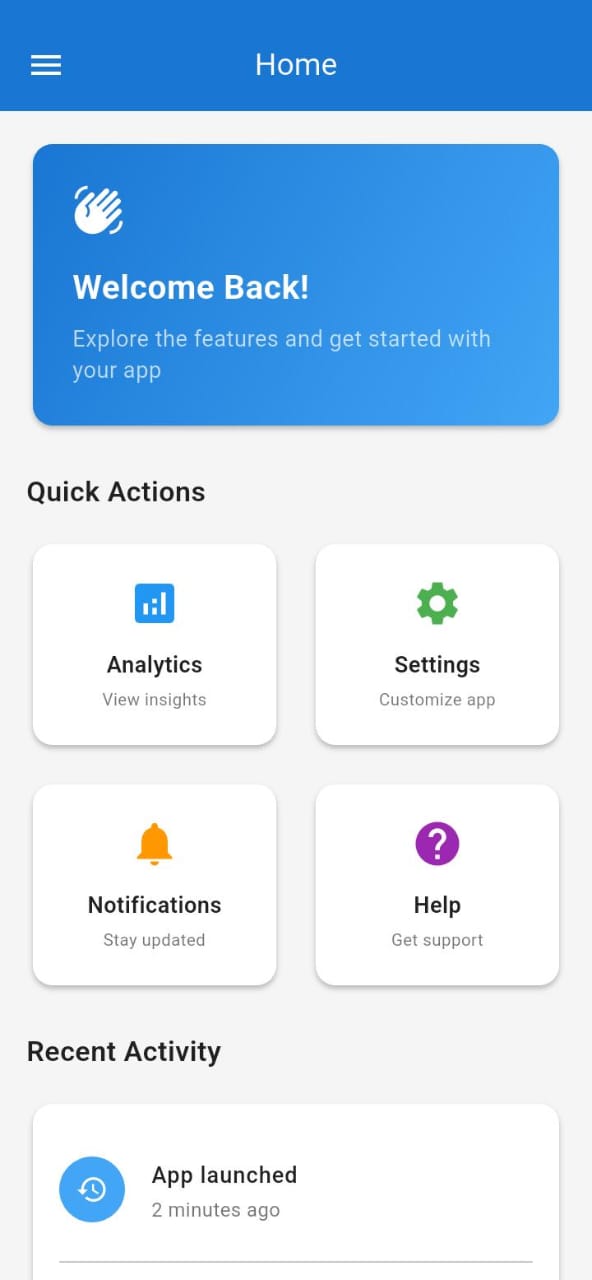 Home
Welcome Back!
Explore the features and get started with
your app
Quick Actions
Analytics
View insights
Settings
Customize app
Notifications
Stay updated
Help
Get support
Recent Activity
App launched
2 minutes ago